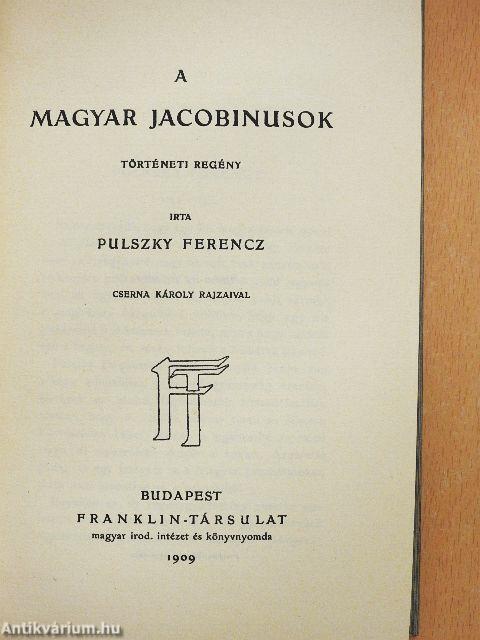 A
MAGYAR JACOBINUSOK
TÖRTÉNETI REGÉNY
IRTA
PULSZKY FERENCZ
CSERNA KÁROLY RAJZAIVAL
FT
BUDAPEST
FRANKLIN-TÁRSULAT
magyar irod. intézet és könyvnyomda
1909
Antikvárium.hu